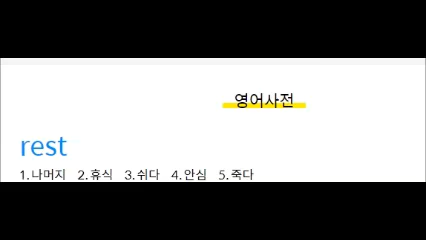 영어사전
rest
1. 나머지 2. 휴식 3. 쉬다 4. 안심 5. 죽다